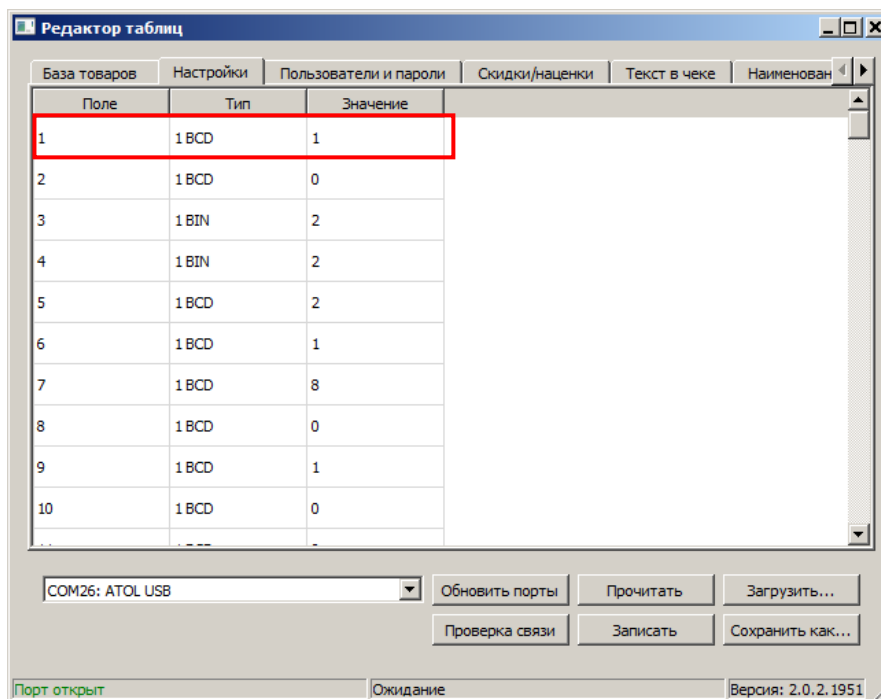 Редактор таблиц
База товаров Настройки Пользователи и пароли Скидки/наценки Текст в чеке Наименован
Поле Тип Значение
1 1 BCD 1
2 1 BCD 0
3 1 BIN 2
4 1 BIN 2
5 1 BCD 2
6 1 BCD 1
7 1 BCD 8
8 1 BCD 0
9 1 BCD 1
10 1 BCD 0
COM26: ATOL USB Обновить порты Прочитать Загрузить...
Проверка связи Записать Сохранить как...
Порт открыт Ожидание Версия: 2.0.2.1951